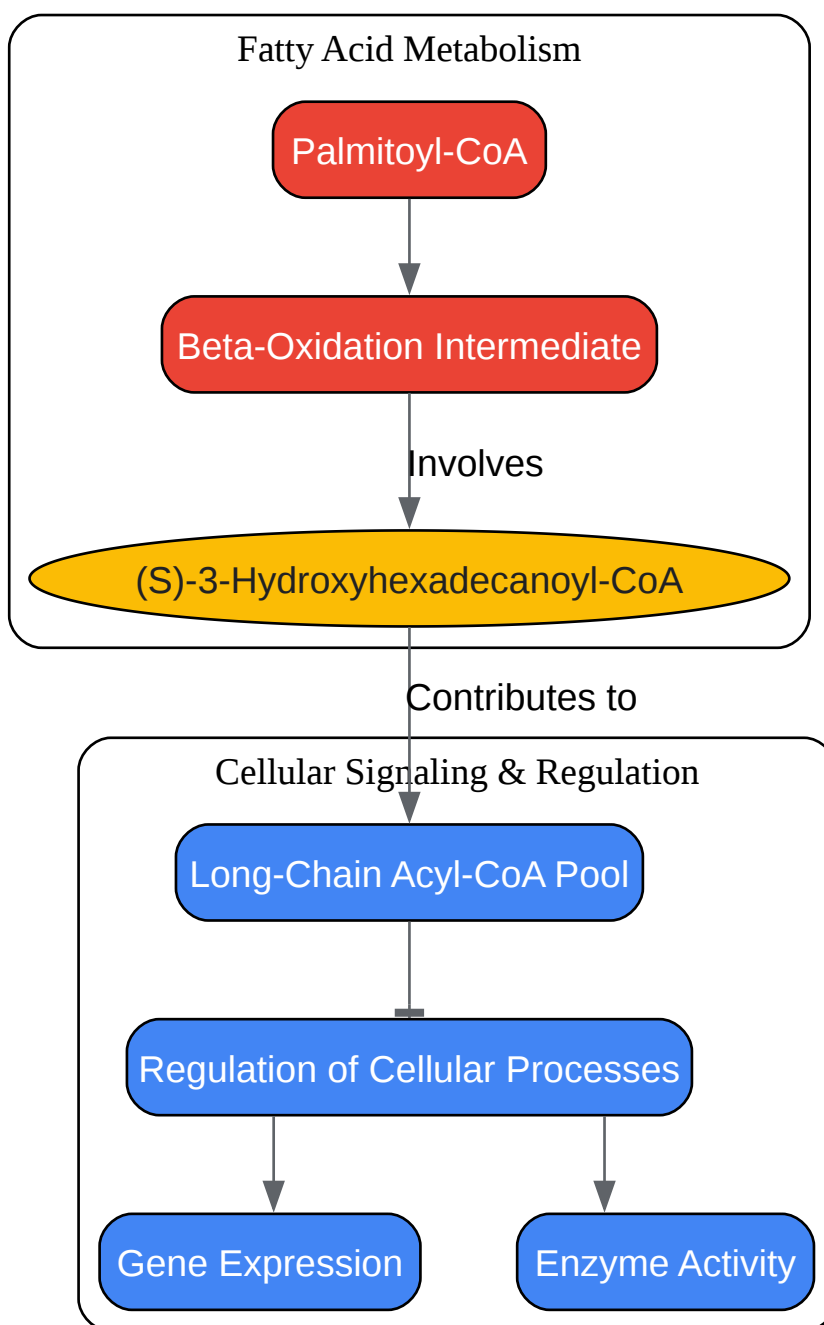 Fatty Acid Metabolism
Palmitoyl-CoA
Beta-Oxidation Intermediate
Involves
(S)-3-Hydroxyhexadecanoyl-CoA
Contributes to
Cellular Signaling & Regulation
Long-Chain Acyl-CoA Pool
Regulation of Cellular Processes
Gene Expression
Enzyme Activity